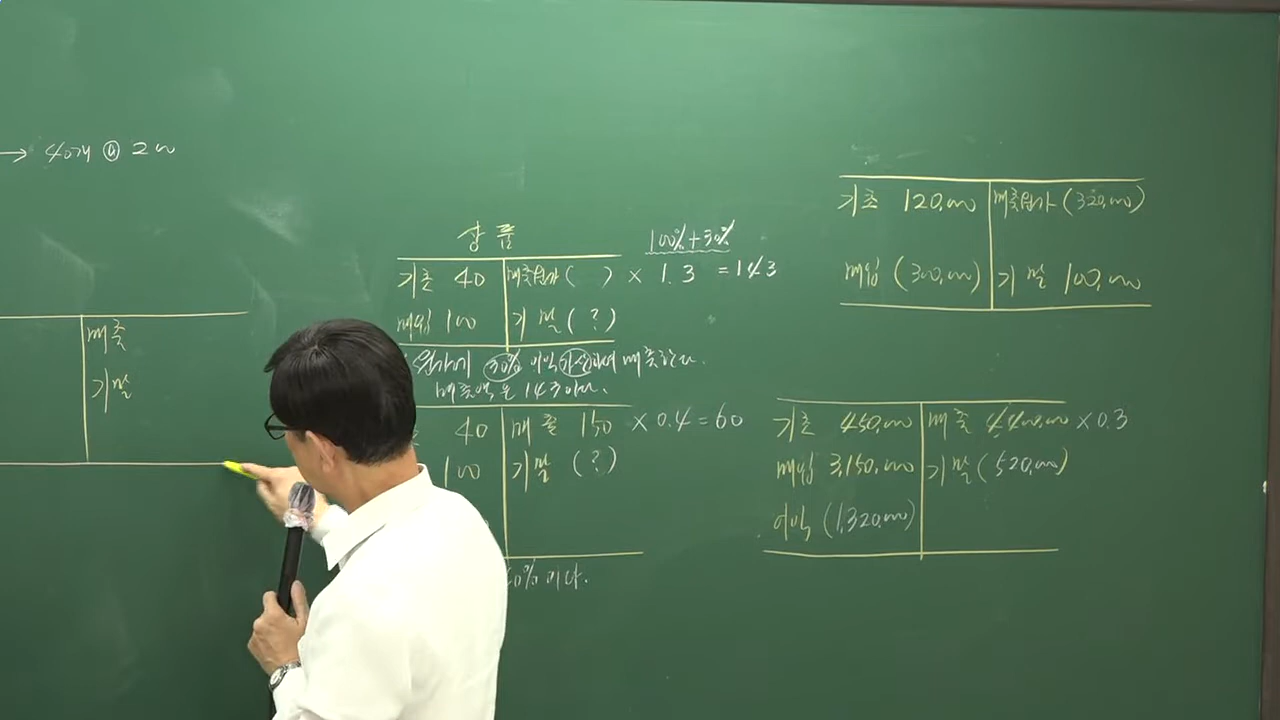 → 40개 @ 200
매출
기말
상품
100%+30%
기초 40 매출원가 ( ) × 1.3 = 143
매입 100 기말 (?)
원가에 30% 이익 가산하여 매출한다.
매출액은 143이다.
40 매출 150 × 0.4 = 60
100 기말 (?)
40%이다.
기초 120,000 매출원가 (320,000)
매입 (300,000) 기말 100,000
기초 450,000 매출 4,400,000 × 0.3
매입 3,150,000 기말 (520,000)
이익 (1,320,000)